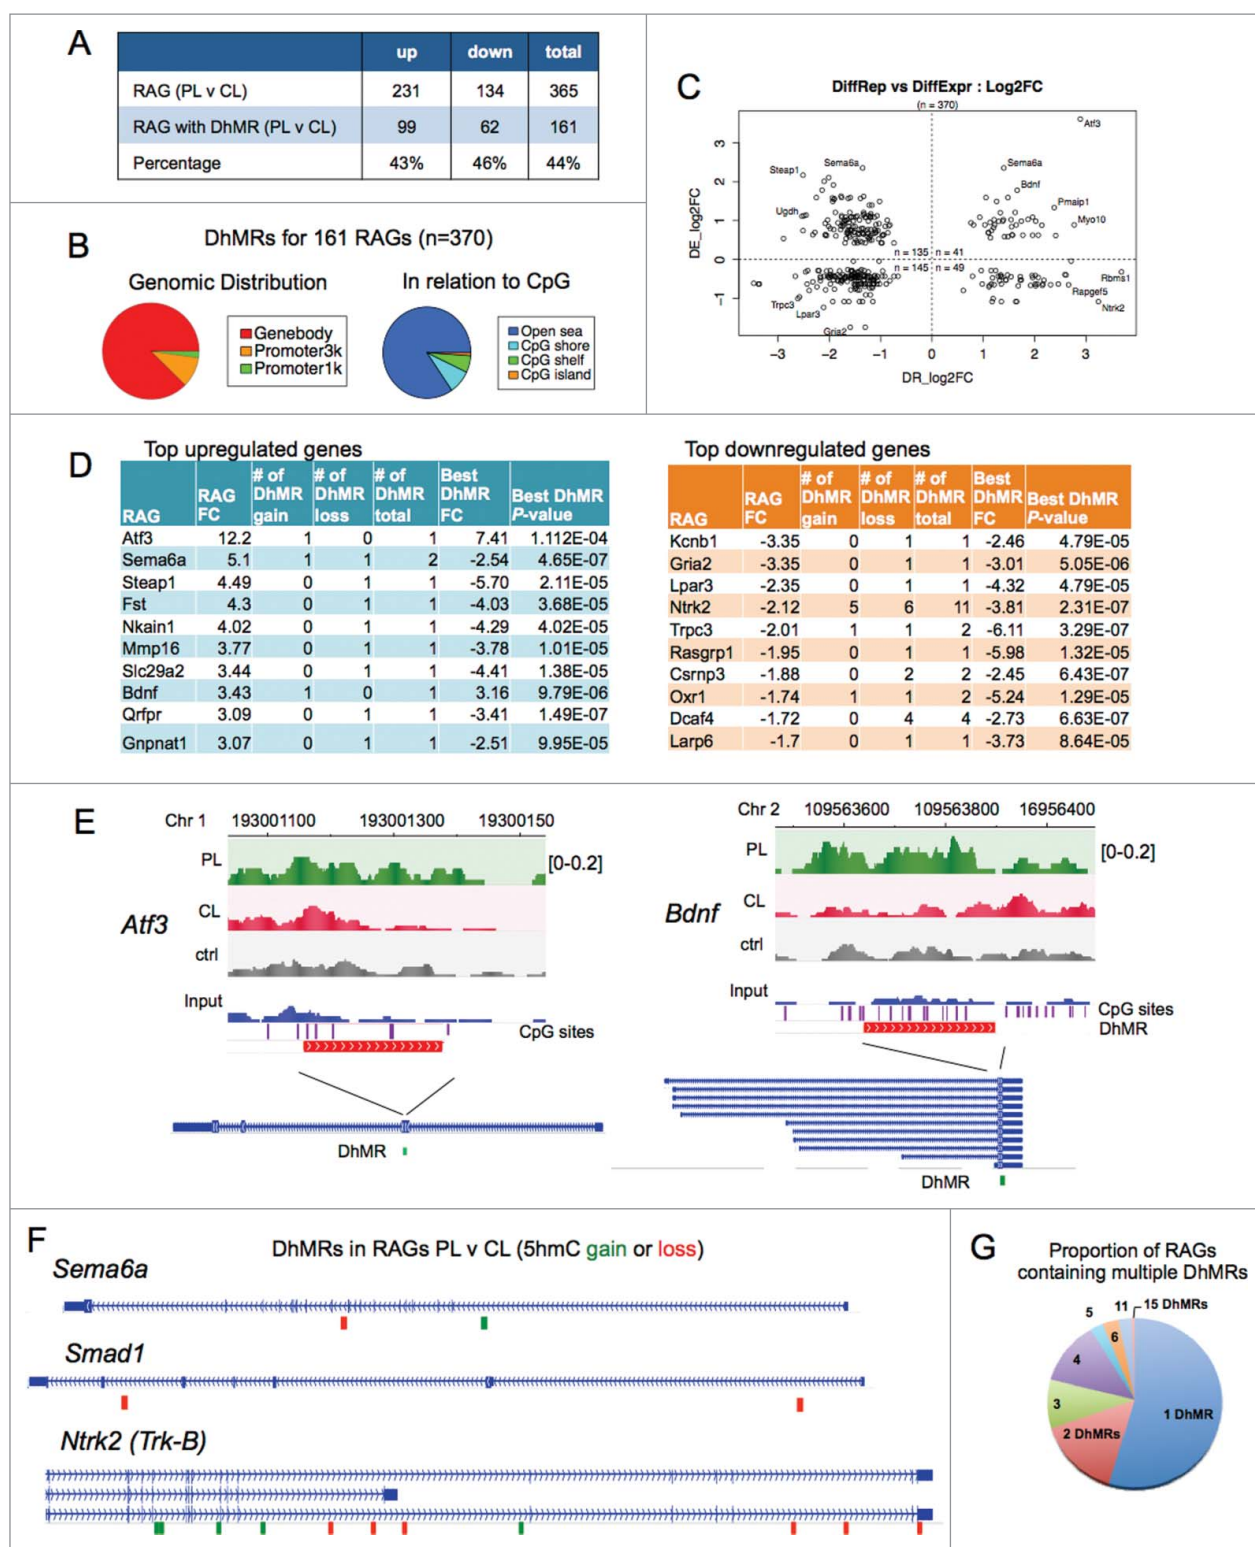 A
up down total
RAG (PL v CL) 231 134 365
RAG with DhMR (PL v CL) 99 62 161
Percentage 43% 46% 44%
B
DhMRs for 161 RAGs (n=370)
Genomic Distribution
Genebody
Promoter3k
Promoter1k
In relation to CpG
Open sea
CpG shore
CpG shelf
CpG island
C
DiffRep vs DiffExpr : Log2FC
(n = 370)
Atf3
Steap1 Sema6a Sema6a
Bdnf
Ugdh Pmaip1
Myo10
n = 135 n = 41
n = 145 n = 49
Rbms1
Trpc3 Rapgef5
Lpar3 Ntrk2
Gria2
DE_log2FC
3
2
1
0
−1
−3 −2 −1 0 1 2 3
DR_log2FC
D
Top upregulated genes
RAG RAG FC # of DhMR gain # of DhMR loss # of DhMR total Best DhMR FC Best DhMR P-value
Atf3 12.2 1 0 1 7.41 1.112E-04
Sema6a 5.1 1 1 2 -2.54 4.65E-07
Steap1 4.49 0 1 1 -5.70 2.11E-05
Fst 4.3 0 1 1 -4.03 3.68E-05
Nkain1 4.02 0 1 1 -4.29 4.02E-05
Mmp16 3.77 0 1 1 -3.78 1.01E-05
Slc29a2 3.44 0 1 1 -4.41 1.38E-05
Bdnf 3.43 1 0 1 3.16 9.79E-06
Qrfpr 3.09 0 1 1 -3.41 1.49E-07
Gnpnat1 3.07 0 1 1 -2.51 9.95E-05
Top downregulated genes
RAG RAG FC # of DhMR gain # of DhMR loss # of DhMR total Best DhMR FC Best DhMR P-value
Kcnb1 -3.35 0 1 1 -2.46 4.79E-05
Gria2 -3.35 0 1 1 -3.01 5.05E-06
Lpar3 -2.35 0 1 1 -4.32 4.79E-05
Ntrk2 -2.12 5 6 11 -3.81 2.31E-07
Trpc3 -2.01 1 1 2 -6.11 3.29E-07
Rasgrp1 -1.95 0 1 1 -5.98 1.32E-05
Csrnp3 -1.88 0 2 2 -2.45 6.43E-07
Oxr1 -1.74 1 1 2 -5.24 1.29E-05
Dcaf4 -1.72 0 4 4 -2.73 6.63E-07
Larp6 -1.7 0 1 1 -3.73 8.64E-05
E
Chr 1 193001100 193001300 19300150
PL [0-0.2]
CL
Atf3
ctrl
Input
CpG sites
DhMR
Chr 2 109563600 109563800 16956400
PL [0-0.2]
CL
Bdnf
ctrl
Input
CpG sites
DhMR
DhMR
F
DhMRs in RAGs PL v CL (5hmC gain or loss)
Sema6a
Smad1
Ntrk2 (Trk-B)
G
Proportion of RAGs
containing multiple DhMRs
5 11 15 DhMRs
6
4
3
1 DhMR
2 DhMRs